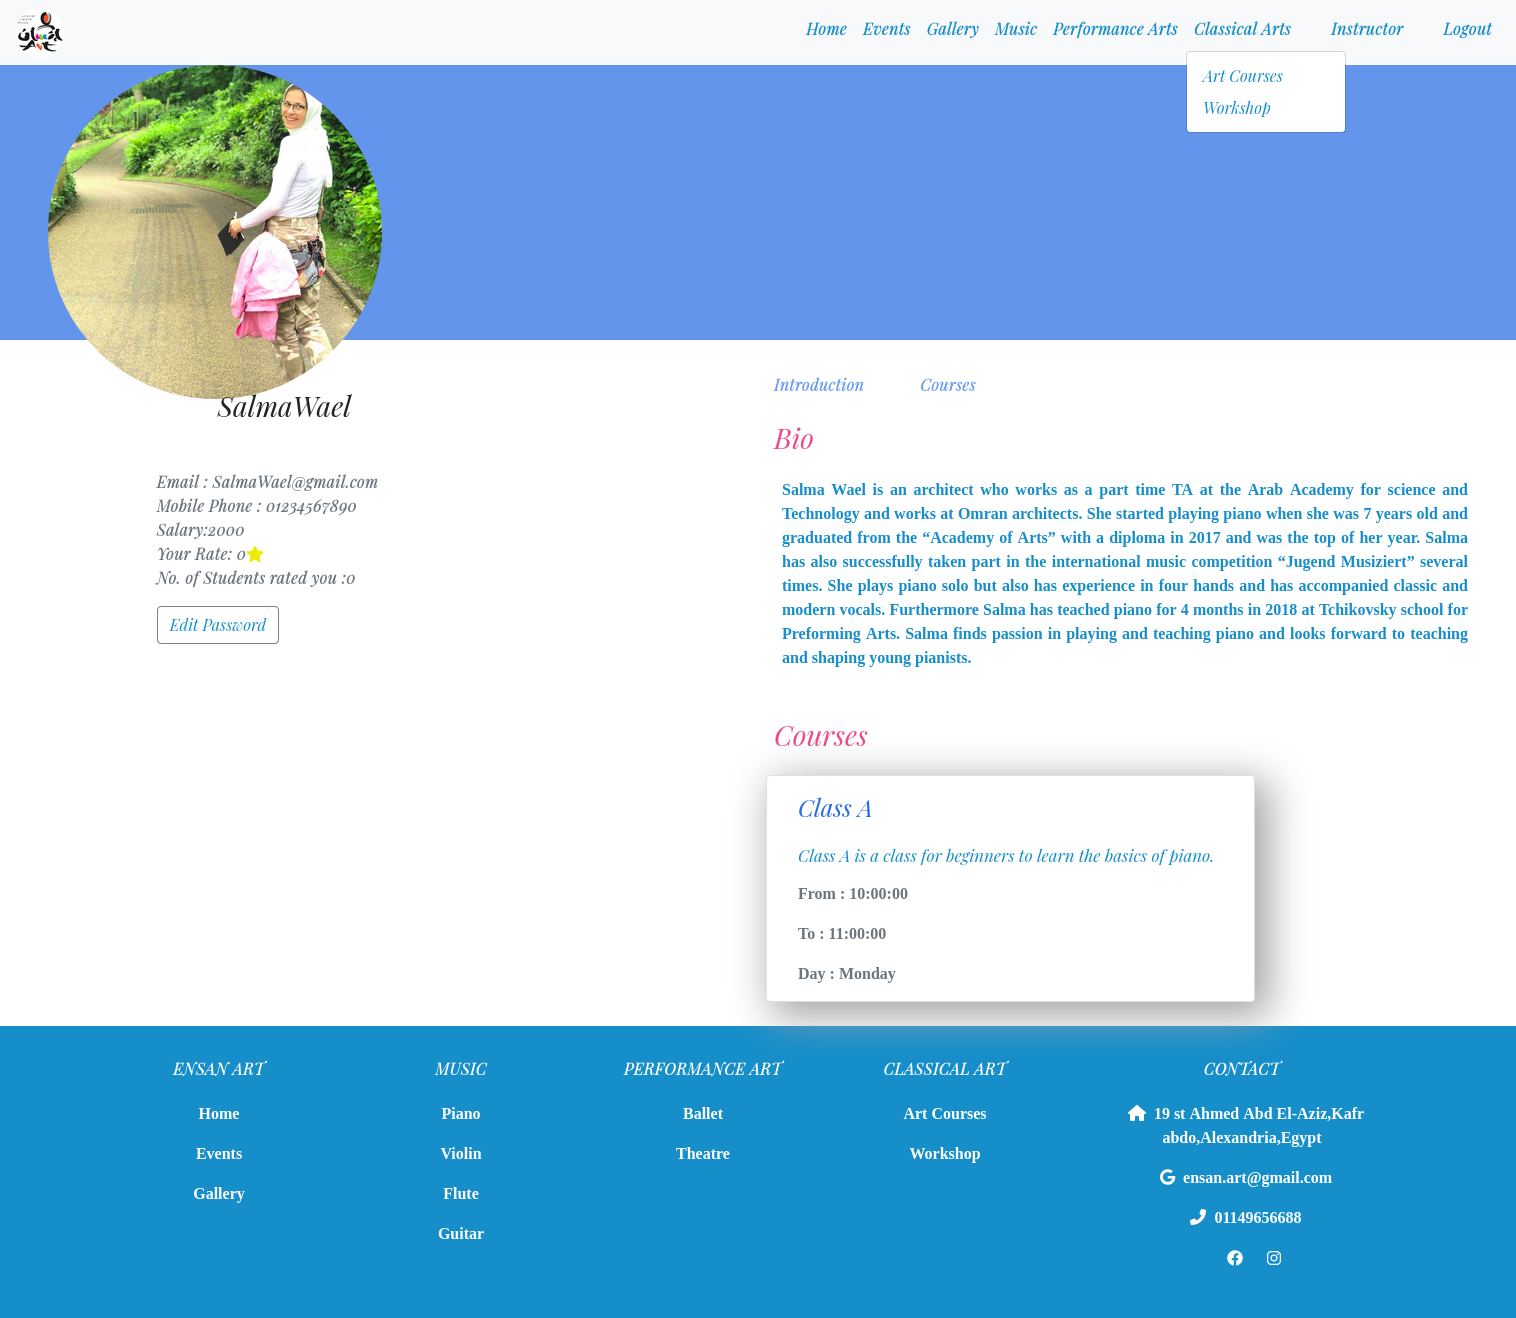 Home Events Gallery Music Performance Arts Classical Arts Instructor Logout
Art Courses
Workshop
SalmaWael
Email : SalmaWael@gmail.com
Mobile Phone : 01234567890
Salary:2000
Your Rate: 0
No. of Students rated you :0
Edit Password
Introduction Courses
Bio
Salma Wael is an architect who works as a part time TA at the Arab Academy for science and
Technology and works at Omran architects. She started playing piano when she was 7 years old and
graduated from the “Academy of Arts” with a diploma in 2017 and was the top of her year. Salma
has also successfully taken part in the international music competition “Jugend Musiziert” several
times. She plays piano solo but also has experience in four hands and has accompanied classic and
modern vocals. Furthermore Salma has teached piano for 4 months in 2018 at Tchikovsky school for
Preforming Arts. Salma finds passion in playing and teaching piano and looks forward to teaching
and shaping young pianists.
Courses
Class A
Class A is a class for beginners to learn the basics of piano.
From : 10:00:00
To : 11:00:00
Day : Monday
ENSAN ART
Home
Events
Gallery
MUSIC
Piano
Violin
Flute
Guitar
PERFORMANCE ART
Ballet
Theatre
CLASSICAL ART
Art Courses
Workshop
CONTACT
19 st Ahmed Abd El-Aziz,Kafr
abdo,Alexandria,Egypt
ensan.art@gmail.com
01149656688